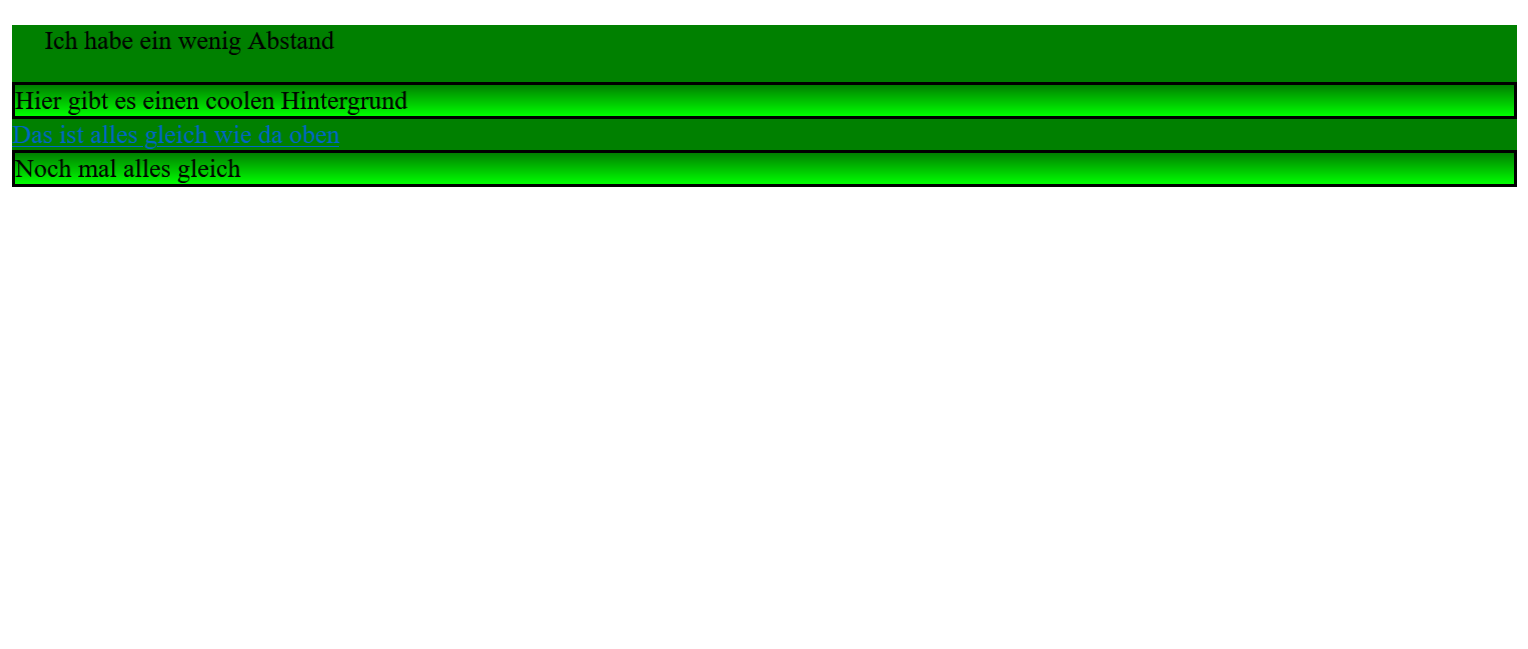 Ich habe ein wenig Abstand
Hier gibt es einen coolen Hintergrund
Das ist alles gleich wie da oben
Noch mal alles gleich